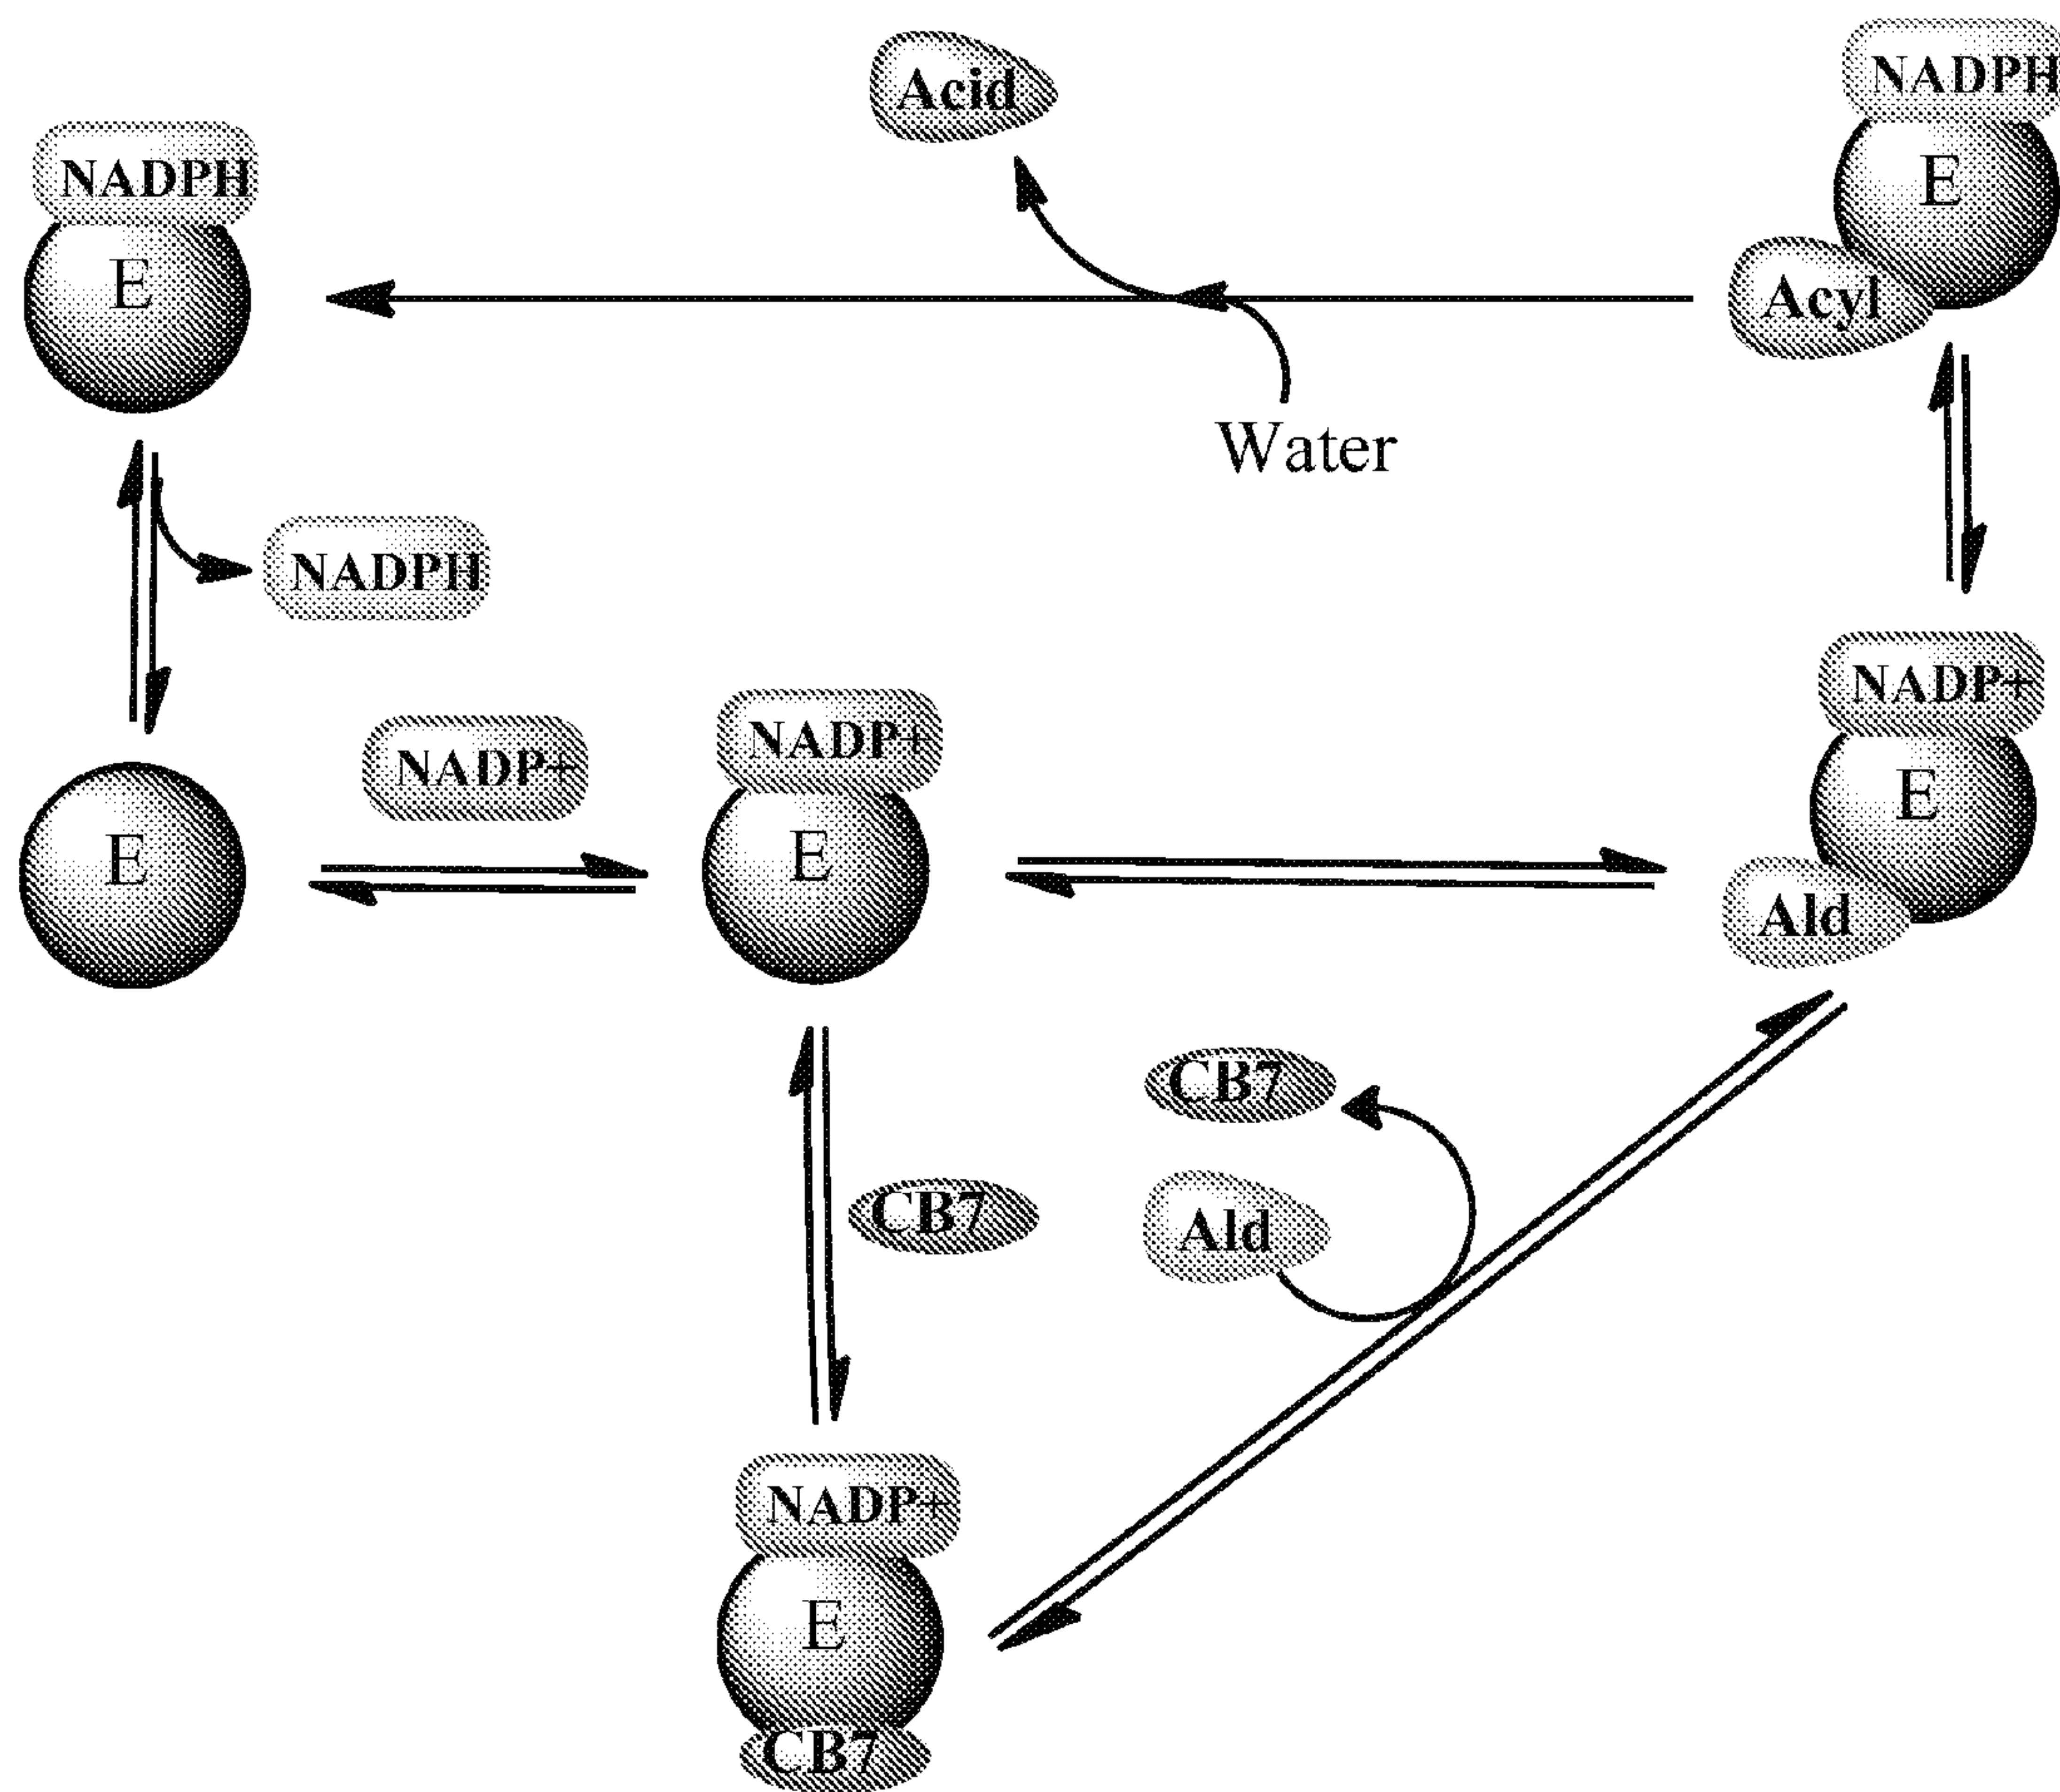 Acid
NADPH
E
Acyl
NADPH
E
Water
NADPH
NADP+
E
Ald
NADP+
E
NADP+
E
E
CB7
Ald
CB7
NADP+
E
CB7